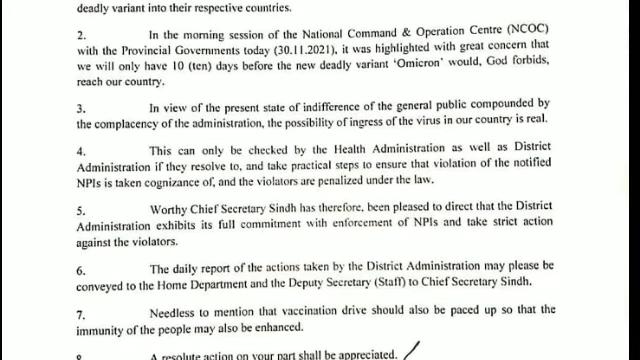 deadly variant into their respective countries.
2. In the morning session of the National Command & Operation Centre (NCOC)
with the Provincial Governments today (30.11.2021), it was highlighted with great concern that
we will only have 10 (ten) days before the new deadly variant 'Omicron' would, God forbids,
reach our country.
3. In view of the present state of indifference of the general public compounded by
the complacency of the administration, the possibility of ingress of the virus in our country is real.
4. This can only be checked by the Health Administration as well as District
Administration if they resolve to, and take practical steps to ensure that violation of the notified
NPIs is taken cognizance of, and the violators are penalized under the law.
5. Worthy Chief Secretary Sindh has therefore, been pleased to direct that the District
Administration exhibits its full commitment with enforcement of NPIs and take strict action
against the violators.
6. The daily report of the actions taken by the District Administration may please be
conveyed to the Home Department and the Deputy Secretary (Staff) to Chief Secretary Sindh.
7. Needless to mention that vaccination drive should also be paced up so that the
immunity of the people may also be enhanced.
8. A resolute action on your part shall be appreciated.